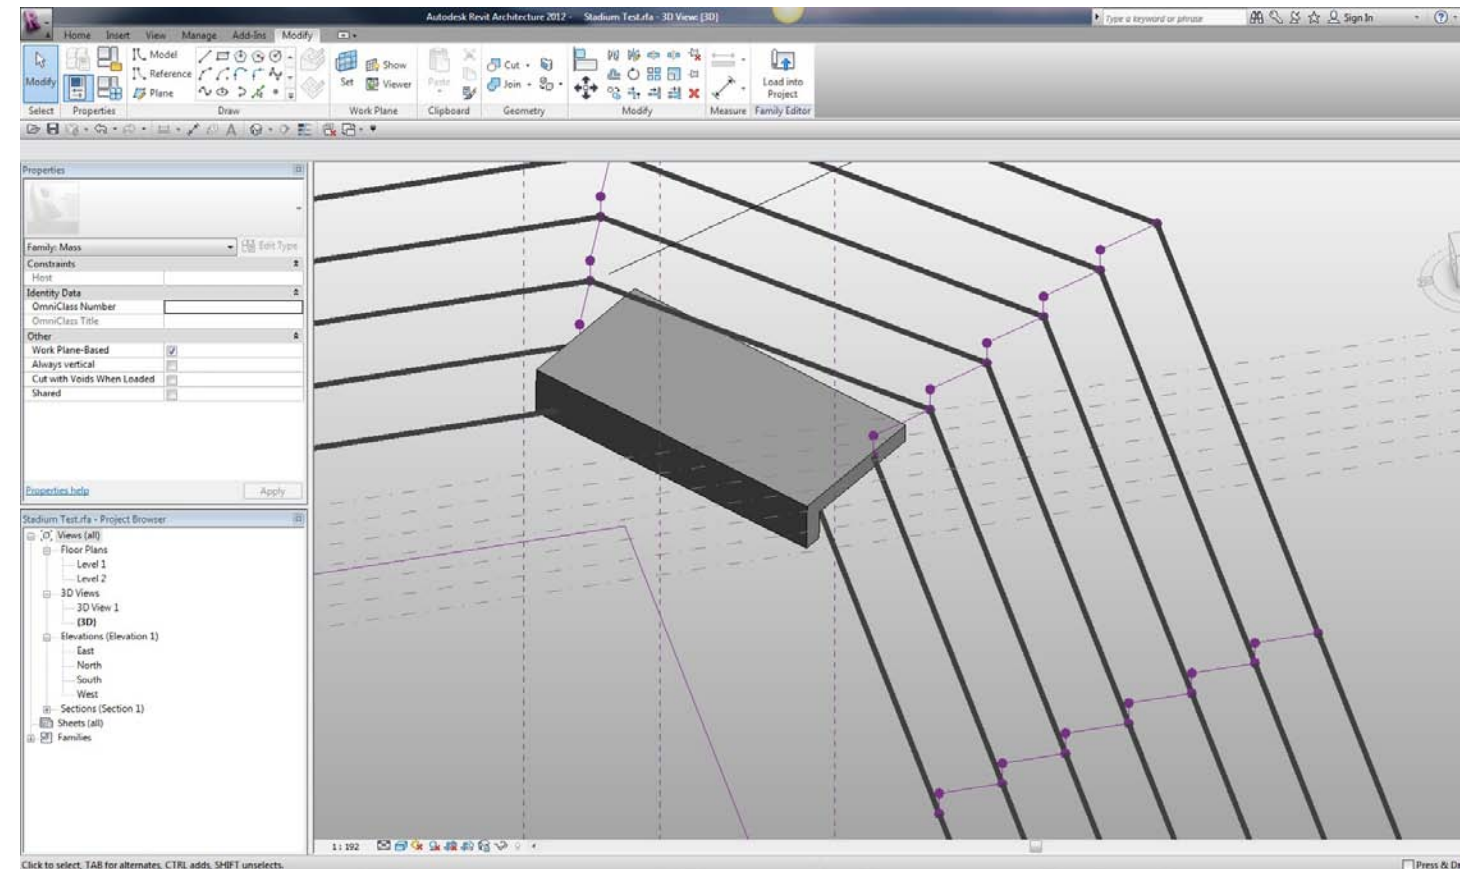 Autodesk Revit Architecture 2012 - Stadium Test.rfa - 3D View: {3D}
Type a keyword or phrase
Sign In
Home Insert View Manage Add-Ins Modify
Modify
Model
Reference
Plane
Set
Show
Viewer
Paste
Cut
Join
Load into
Project
Select Properties Draw Work Plane Clipboard Geometry Modify Measure Family Editor
Properties
Family: Mass
Edit Type
Constraints
Host
Identity Data
OmniClass Number
OmniClass Title
Other
Work Plane-Based
Always vertical
Cut with Voids When Loaded
Shared
Properties help
Apply
Stadium Test.rfa - Project Browser
Views (all)
Floor Plans
Level 1
Level 2
3D Views
3D View 1
{3D}
Elevations (Elevation 1)
East
North
South
West
Sections (Section 1)
Sheets (all)
Families
1 : 192
Click to select, TAB for alternates, CTRL adds, SHIFT unselects.
Press & Dr